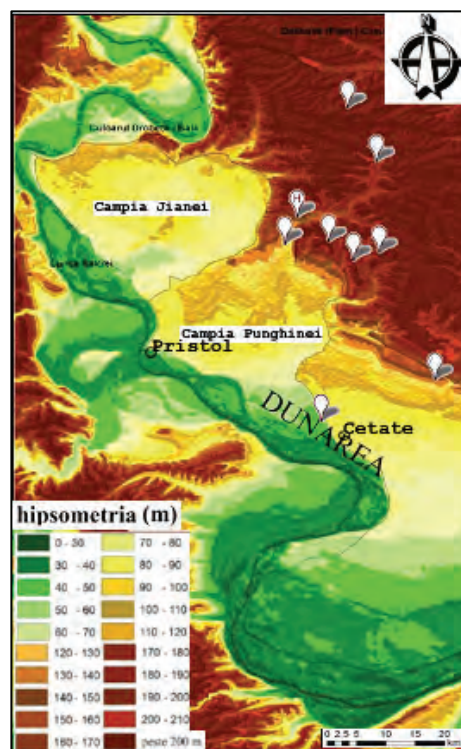 Campia Jianei
Campia Punghinei
Pristol
DUNAREA
Cetate
H
hipsometria (m)
0 - 30
30 - 40
40 - 50
50 - 60
60 - 70
120 - 130
130 - 140
140 - 150
150 - 160
160 - 170
70 - 80
80 - 90
90 - 100
100 - 110
110 - 120
170 - 180
180 - 190
190 - 200
200 - 210
peste 200 m
0 2.5 5 10 15 20
km